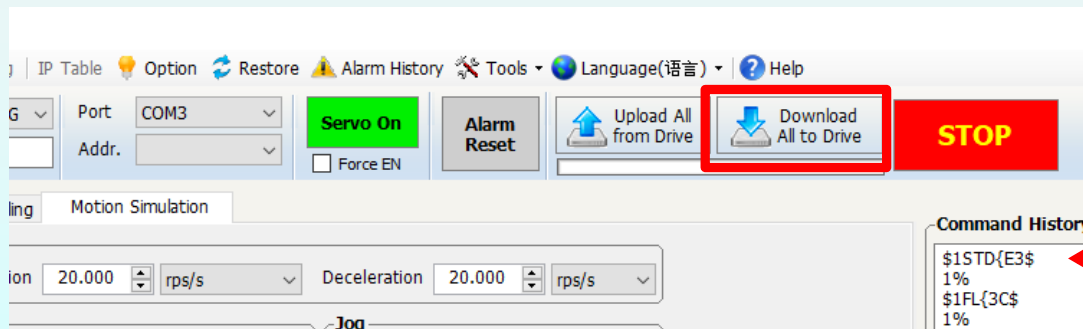 IP Table Option Restore Alarm History Tools Language(语言) Help
G Port COM3 Servo On Alarm Reset Upload All from Drive Download All to Drive STOP
Addr. Force EN
ling Motion Simulation
Command History
ion 20.000 rps/s Deceleration 20.000 rps/s
$1STD{E3$
1%
$1FL{3C$
1%
Jog